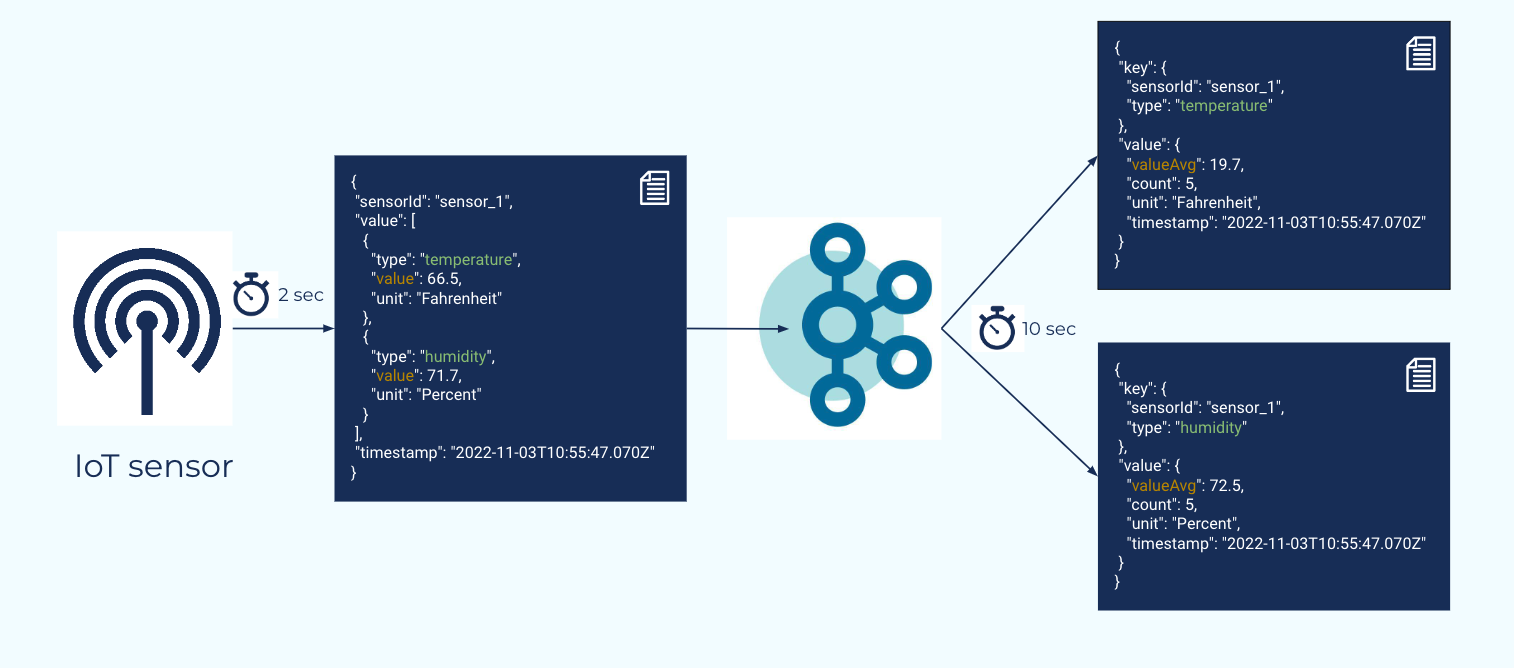 IoT sensor
2 sec
{
"sensorId": "sensor_1",
"value": [
{
"type": "temperature",
"value": 66.5,
"unit": "Fahrenheit"
},
{
"type": "humidity",
"value": 71.7,
"unit": "Percent"
}
],
"timestamp": "2022-11-03T10:55:47.070Z"
}
10 sec
{
"key": {
"sensorId": "sensor_1",
"type": "temperature"
},
"value": {
"valueAvg": 19.7,
"count": 5,
"unit": "Fahrenheit",
"timestamp": "2022-11-03T10:55:47.070Z"
}
}
{
"key": {
"sensorId": "sensor_1",
"type": "humidity"
},
"value": {
"valueAvg": 72.5,
"count": 5,
"unit": "Percent",
"timestamp": "2022-11-03T10:55:47.070Z"
}
}